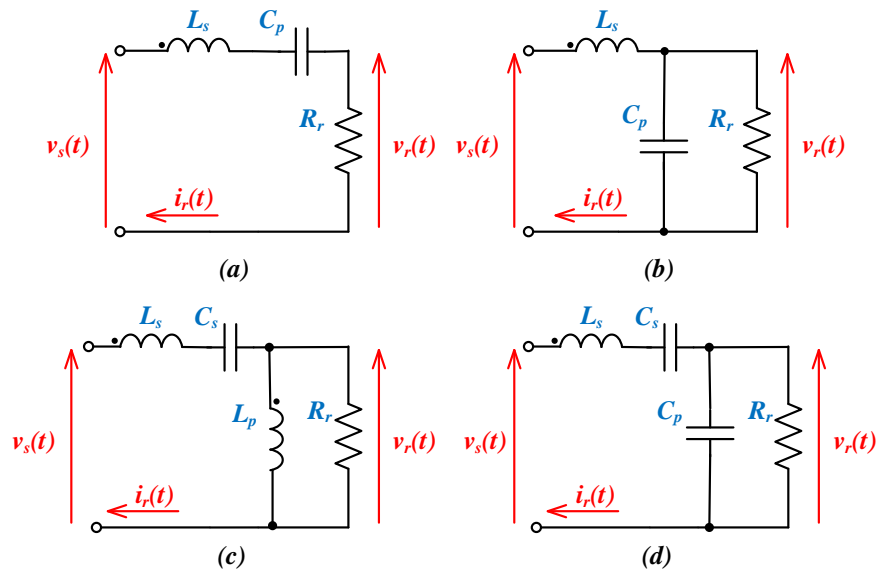 L_s C_p
v_s(t) R_r v_r(t)
i_r(t)
(a)
L_s
v_s(t) C_p R_r v_r(t)
i_r(t)
(b)
L_s C_s
v_s(t) L_p R_r v_r(t)
i_r(t)
(c)
L_s C_s
v_s(t) C_p R_r v_r(t)
i_r(t)
(d)